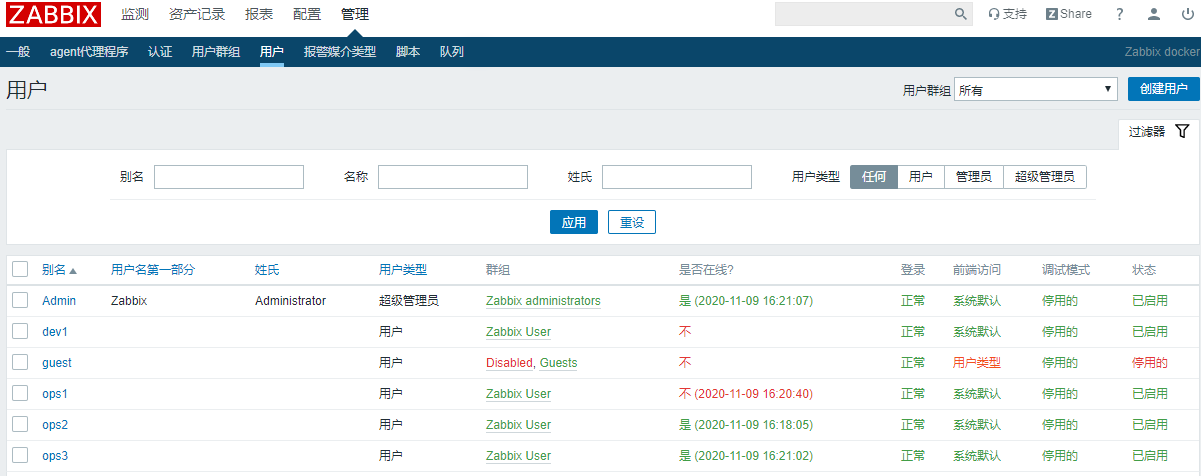 ZABBIX 监测 资产记录 报表 配置 管理 支持 Z Share ?
一般 agent代理程序 认证 用户群组 用户 报警媒介类型 脚本 队列 Zabbix docker
用户 用户群组 所有 创建用户
过滤器
别名 名称 姓氏 用户类型 任何 用户 管理员 超级管理员
应用 重设
别名 用户名第一部分 姓氏 用户类型 群组 是否在线? 登录 前端访问 调试模式 状态
Admin Zabbix Administrator 超级管理员 Zabbix administrators 是 (2020-11-09 16:21:07) 正常 系统默认 停用的 已启用
dev1 用户 Zabbix User 不 正常 系统默认 停用的 已启用
guest 用户 Disabled, Guests 不 正常 用户类型 停用的 停用的
ops1 用户 Zabbix User 不 (2020-11-09 16:20:40) 正常 系统默认 停用的 已启用
ops2 用户 Zabbix User 是 (2020-11-09 16:18:05) 正常 系统默认 停用的 已启用
ops3 用户 Zabbix User 是 (2020-11-09 16:21:02) 正常 系统默认 停用的 已启用